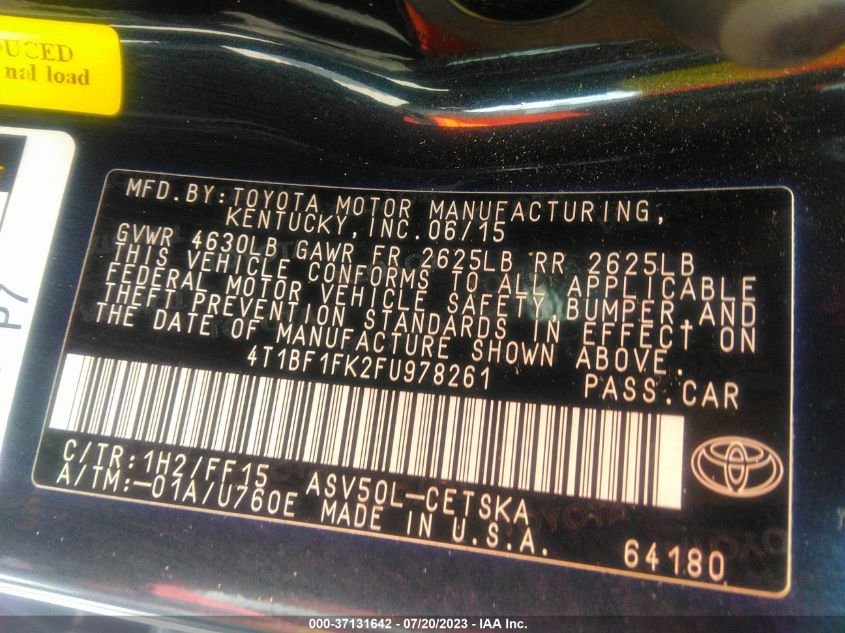 UCED
nal load
P7
MFD.BY:TOYOTA MOTOR MANUFACTURING,
KENTUCKY, INC. 06/15
GVWR 4630LB GAWR FR 2625LB RR 2625LB
THIS VEHICLE CONFORMS TO ALL APPLICABLE
FEDERAL MOTOR VEHICLE SAFETY, BUMPER AND
THEFT PREVENTION STANDARDS IN EFFECT ON
THE DATE OF MANUFACTURE SHOWN ABOVE.
4T1BF1FK2FU978261 PASS.CAR
C/TR:1H2/FF15 ASV50L-CETSKA
A/TM:-01A/U760E MADE IN U.S.A.
64180
000-37131642 - 07/20/2023 - IAA Inc.